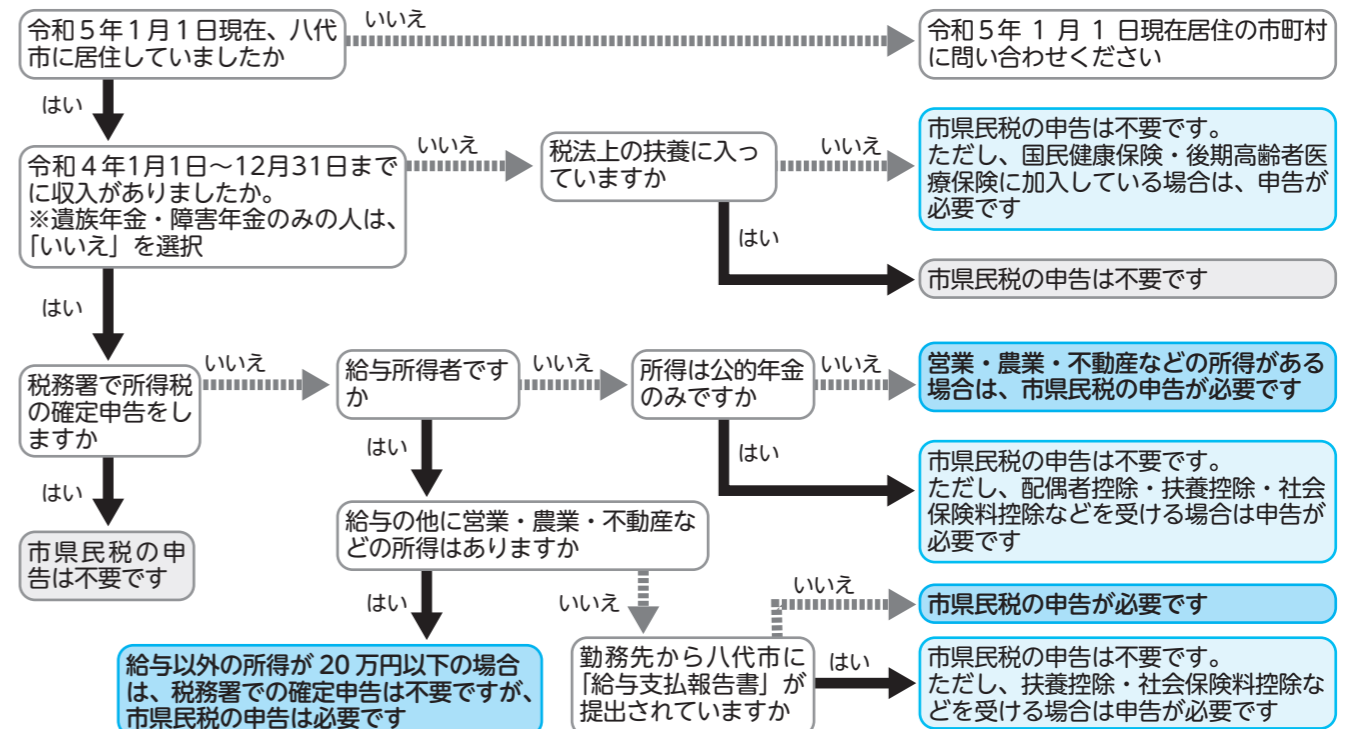 令和5年1月1日現在、八代
市に居住していましたか
いいえ
令和5年 1 月 1 日現在居住の市町村
に問い合わせください
はい
令和4年1月1日～12月31日まで
に収入がありましたか。
※遺族年金・障害年金のみの人は、
「いいえ」を選択
いいえ
税法上の扶養に入っ
ていますか
いいえ
市県民税の申告は不要です。
ただし、国民健康保険・後期高齢者医
療保険に加入している場合は、申告が
必要です
はい
市県民税の申告は不要です
はい
税務署で所得税
の確定申告をし
ますか
いいえ
給与所得者です
か
いいえ
所得は公的年金
のみですか
いいえ
営業・農業・不動産などの所得がある
場合は、市県民税の申告が必要です
はい
市県民税の申告は不要です。
ただし、配偶者控除・扶養控除・社会
保険料控除などを受ける場合は申告が
必要です
はい
市県民税の申
告は不要です
はい
給与の他に営業・農業・不動産な
どの所得はありますか
はい
給与以外の所得が 20 万円以下の場合
は、税務署での確定申告は不要ですが、
市県民税の申告は必要です
いいえ
勤務先から八代市に
「給与支払報告書」が
提出されていますか
いいえ
市県民税の申告が必要です
はい
市県民税の申告は不要です。
ただし、扶養控除・社会保険料控除な
どを受ける場合は申告が必要です